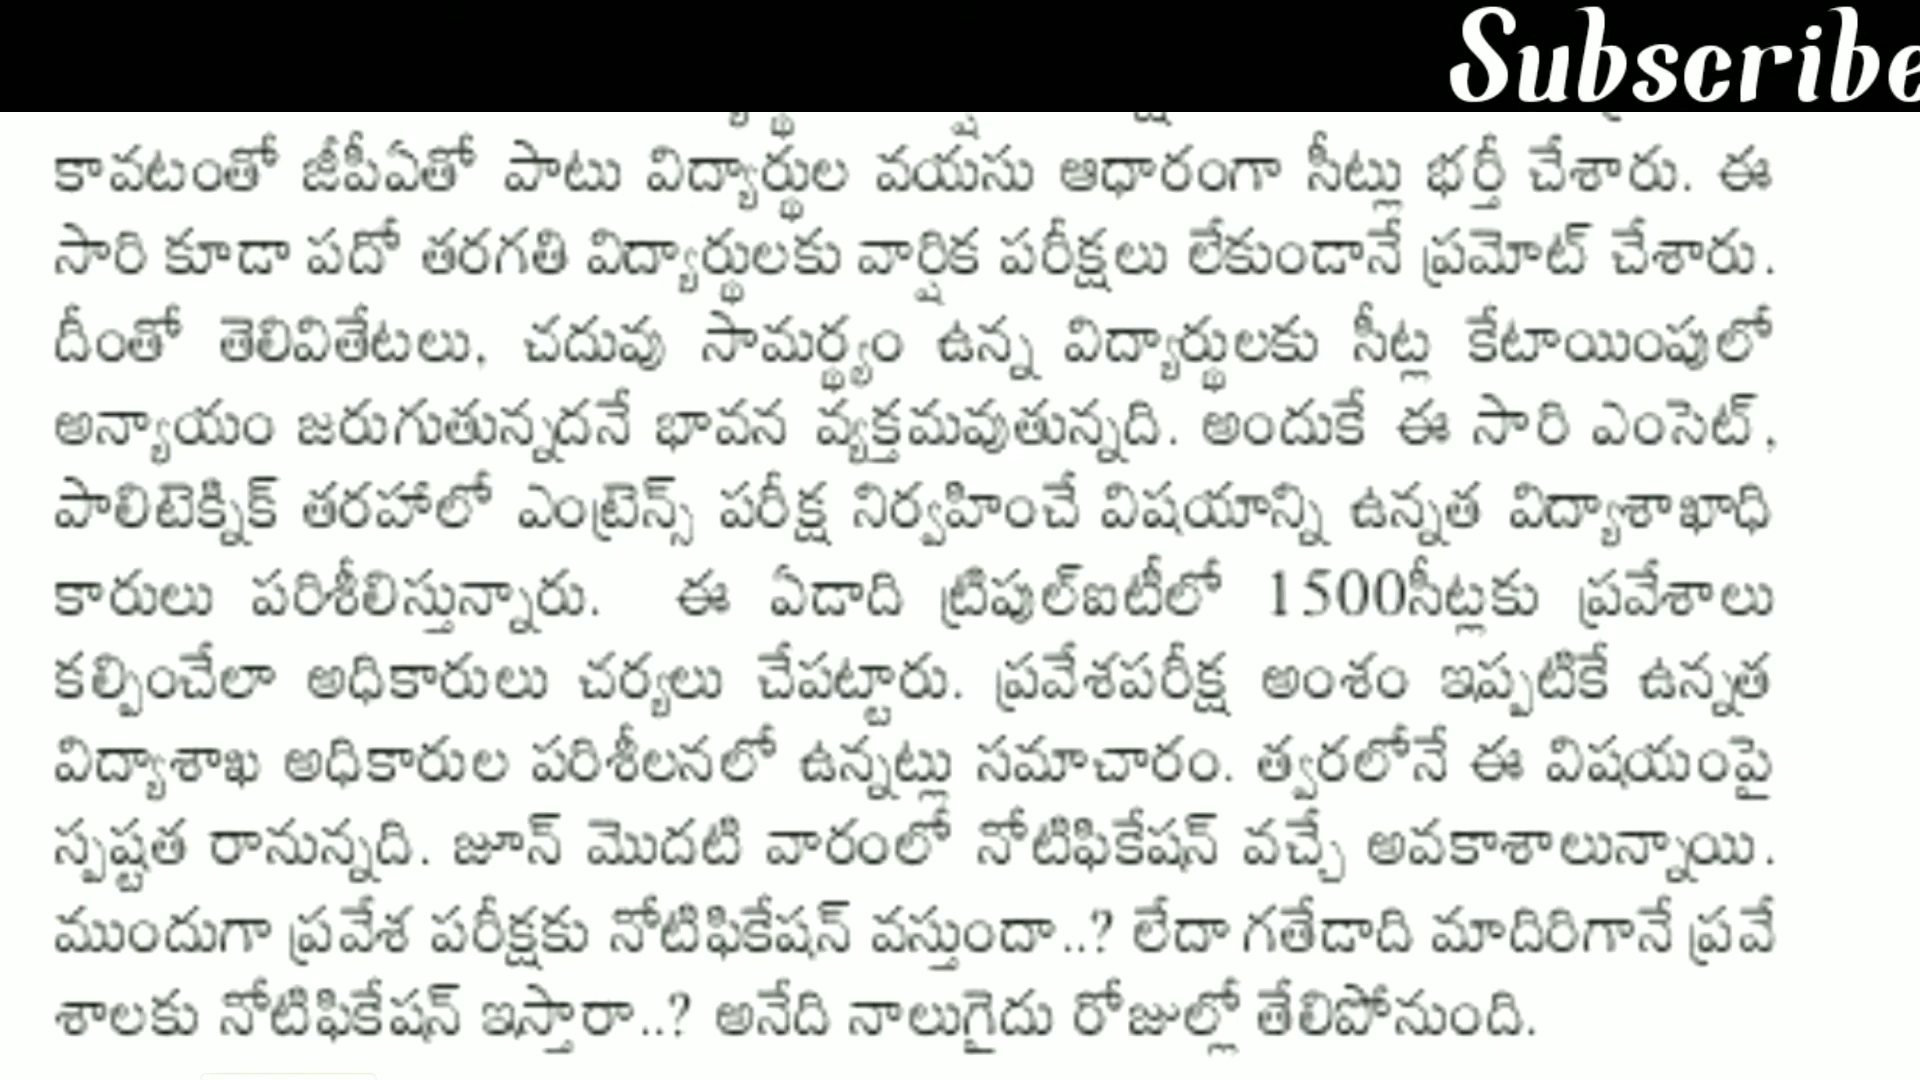 Subscribe
కావటంతో జీపీఏతో పాటు విద్యార్థుల వయసు ఆధారంగా సీట్లు భర్తీ చేశారు. ఈ
సారి కూడా పదో తరగతి విద్యార్థులకు వార్షిక పరీక్షలు లేకుండానే ప్రమోట్ చేశారు.
దీంతో తెలివితేటలు, చదువు సామర్థ్యం ఉన్న విద్యార్థులకు సీట్ల కేటాయింపులో
అన్యాయం జరుగుతున్నదనే భావన వ్యక్తమవుతున్నది. అందుకే ఈ సారి ఎంసెట్,
పాలిటెక్నిక్ తరహాలో ఎంట్రెన్స్ పరీక్ష నిర్వహించే విషయాన్ని ఉన్నత విద్యాశాఖాధి
కారులు పరిశీలిస్తున్నారు. ఈ ఏడాది ట్రిపుల్ఐటీలో 1500సీట్లకు ప్రవేశాలు
కల్పించేలా అధికారులు చర్యలు చేపట్టారు. ప్రవేశపరీక్ష అంశం ఇప్పటికే ఉన్నత
విద్యాశాఖ అధికారుల పరిశీలనలో ఉన్నట్లు సమాచారం. త్వరలోనే ఈ విషయంపై
స్పష్టత రానున్నది. జూన్ మొదటి వారంలో నోటిఫికేషన్ వచ్చే అవకాశాలున్నాయి.
ముందుగా ప్రవేశ పరీక్షకు నోటిఫికేషన్ వస్తుందా..? లేదా గతేడాది మాదిరిగానే ప్రవే
శాలకు నోటిఫికేషన్ ఇస్తారా..? అనేది నాలుగైదు రోజుల్లో తేలిపోనుంది.